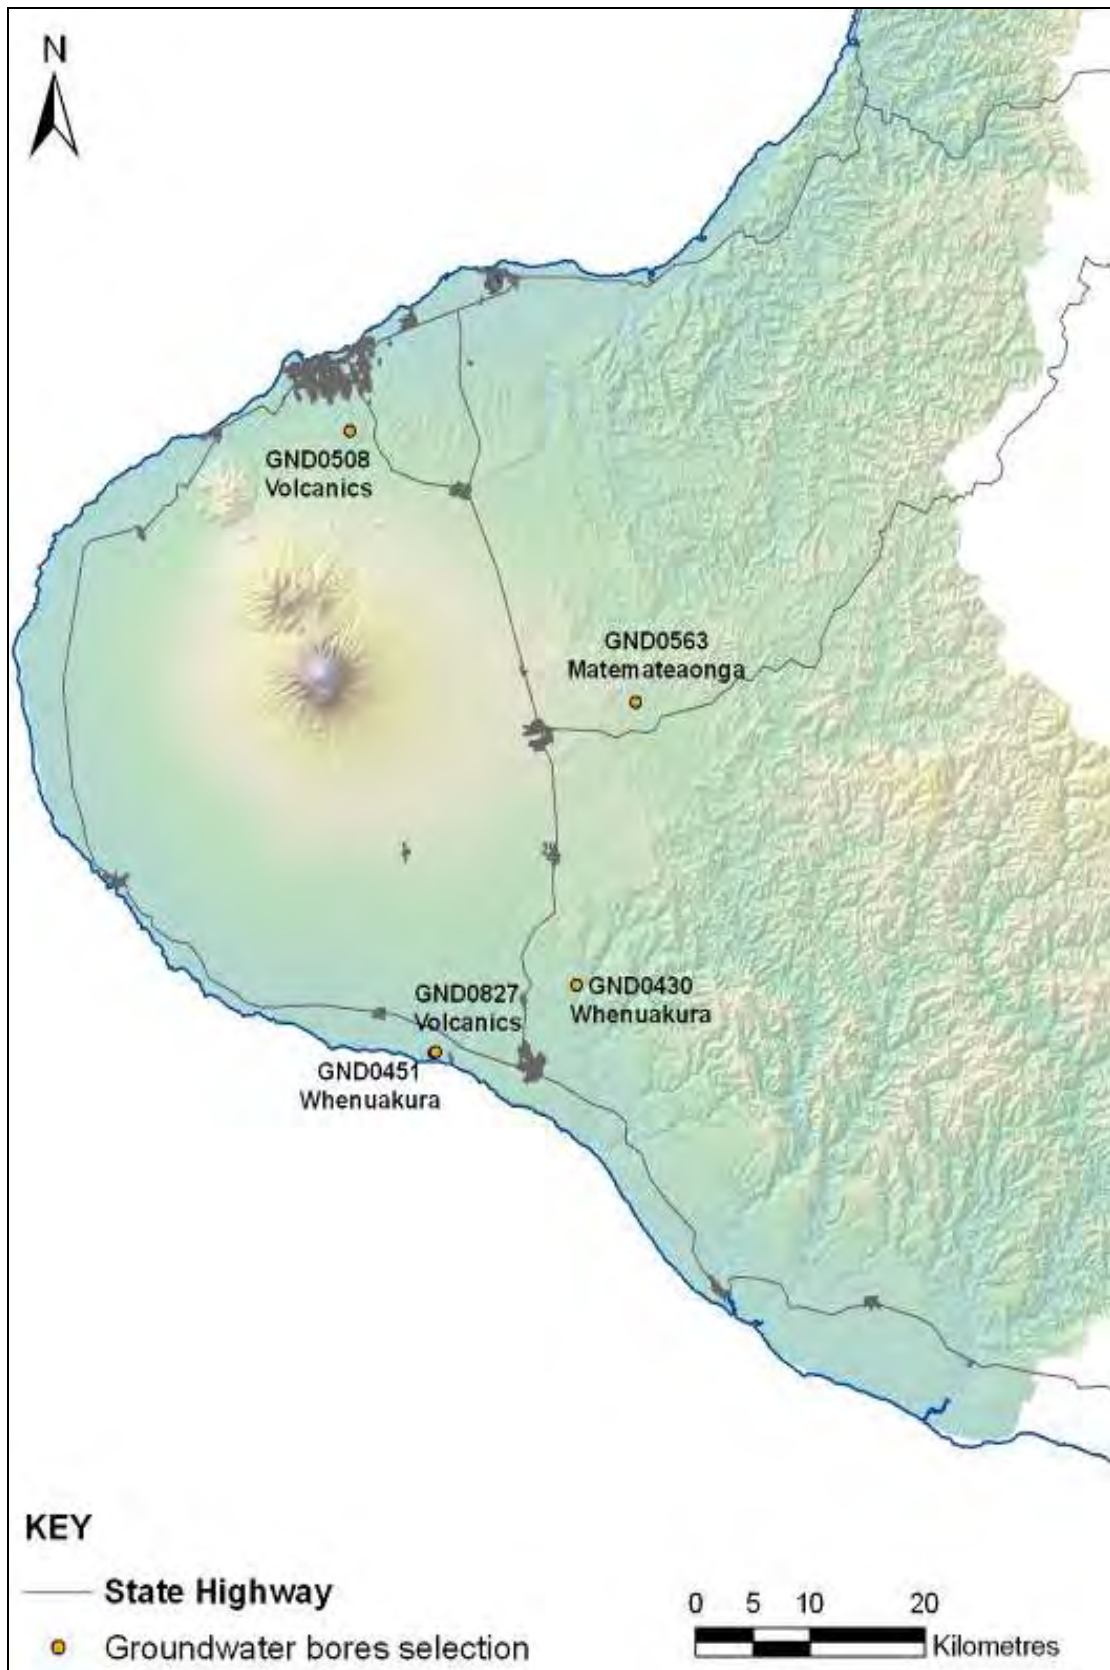 N
GND0508
Volcanics
GND0563
Matemateaonga
GND0430
Whenuakura
GND0827
Volcanics
GND0451
Whenuakura
KEY
State Highway
Groundwater bores selection
0 5 10 20
Kilometres